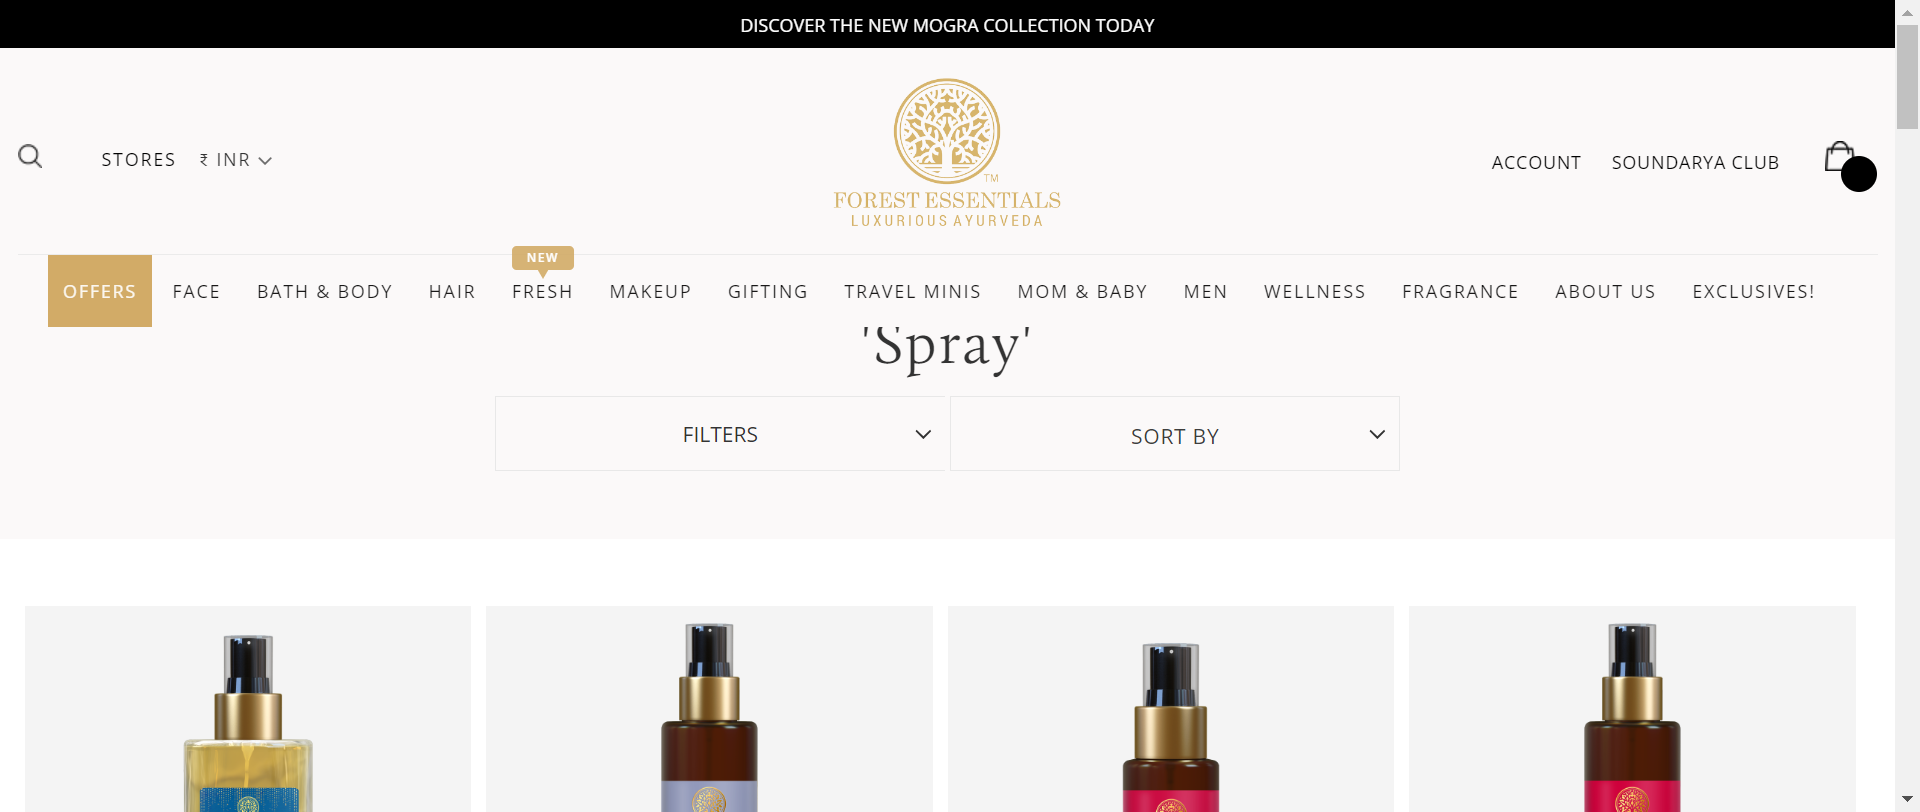 DISCOVER THE NEW MOGRA COLLECTION TODAY
STORES ₹ INR
TM
FOREST ESSENTIALS
LUXURIOUS AYURVEDA
ACCOUNT SOUNDARYA CLUB
NEW
OFFERS FACE BATH & BODY HAIR FRESH MAKEUP GIFTING TRAVEL MINIS MOM & BABY MEN WELLNESS FRAGRANCE ABOUT US EXCLUSIVES!
'Spray'
FILTERS SORT BY